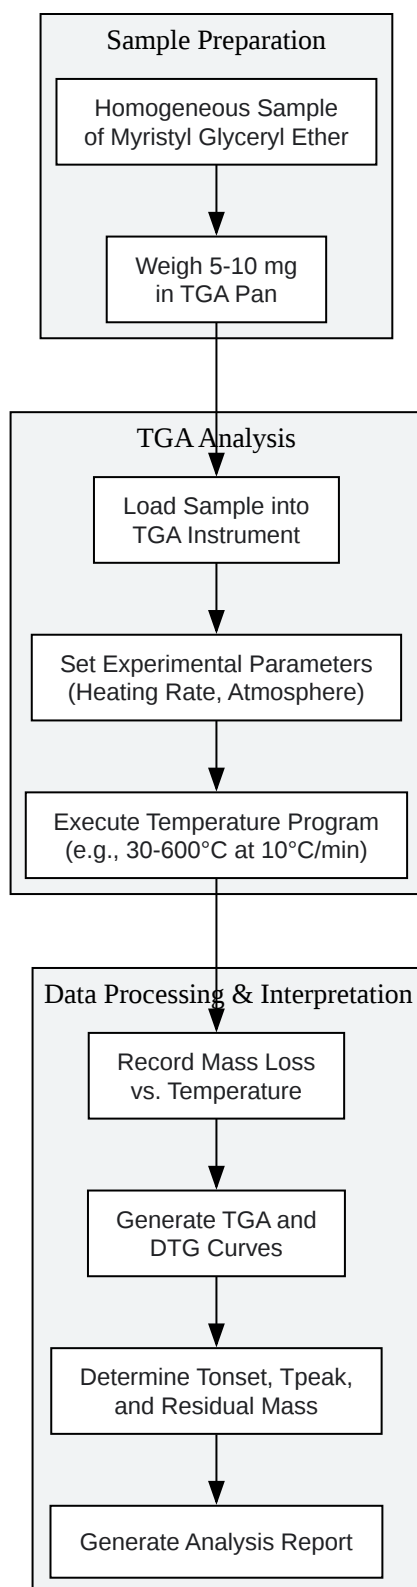 Sample Preparation
Homogeneous Sample
of Myristyl Glyceryl Ether
Weigh 5-10 mg
in TGA Pan
TGA Analysis
Load Sample into
TGA Instrument
Set Experimental Parameters
(Heating Rate, Atmosphere)
Execute Temperature Program
(e.g., 30-600°C at 10°C/min)
Data Processing & Interpretation
Record Mass Loss
vs. Temperature
Generate TGA and
DTG Curves
Determine Tonset, Tpeak,
and Residual Mass
Generate Analysis Report